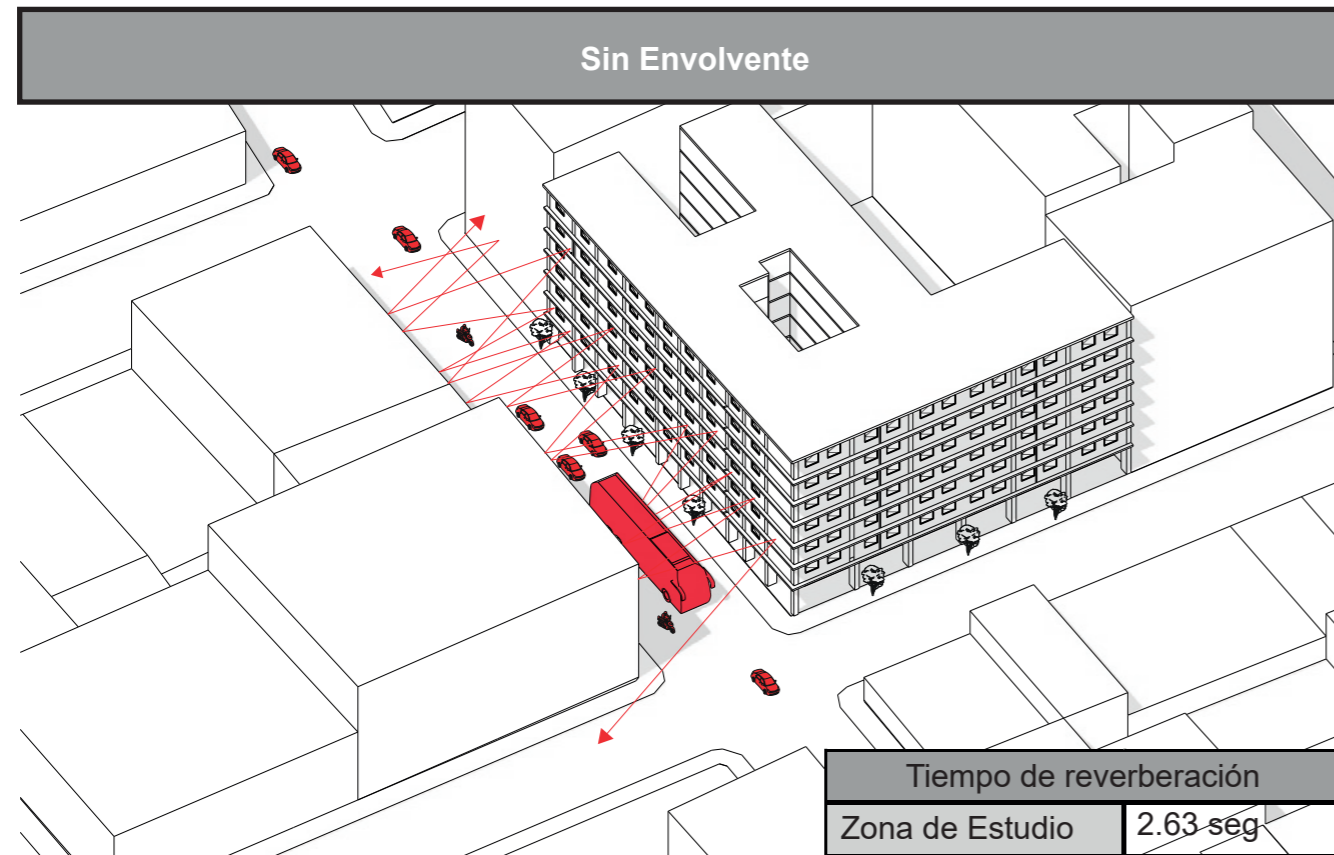 Sin Envolvente
Tiempo de reverberación
Zona de Estudio 2.63 seg